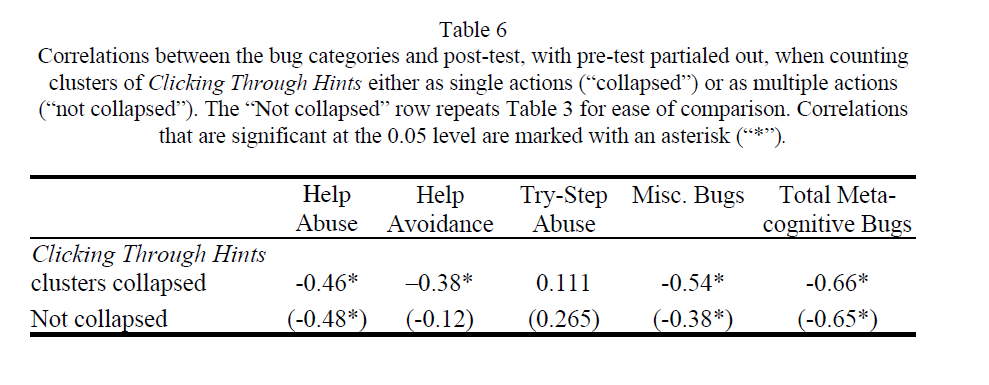 Table 6
Correlations between the bug categories and post-test, with pre-test partialed out, when counting
clusters of Clicking Through Hints either as single actions (“collapsed”) or as multiple actions
(“not collapsed”). The “Not collapsed” row repeats Table 3 for ease of comparison. Correlations
that are significant at the 0.05 level are marked with an asterisk (“*”).
Help Help Try-Step Misc. Bugs Total Meta-
Abuse Avoidance Abuse cognitive Bugs
Clicking Through Hints
clusters collapsed -0.46* –0.38* 0.111 -0.54* -0.66*
Not collapsed (-0.48*) (-0.12) (0.265) (-0.38*) (-0.65*)